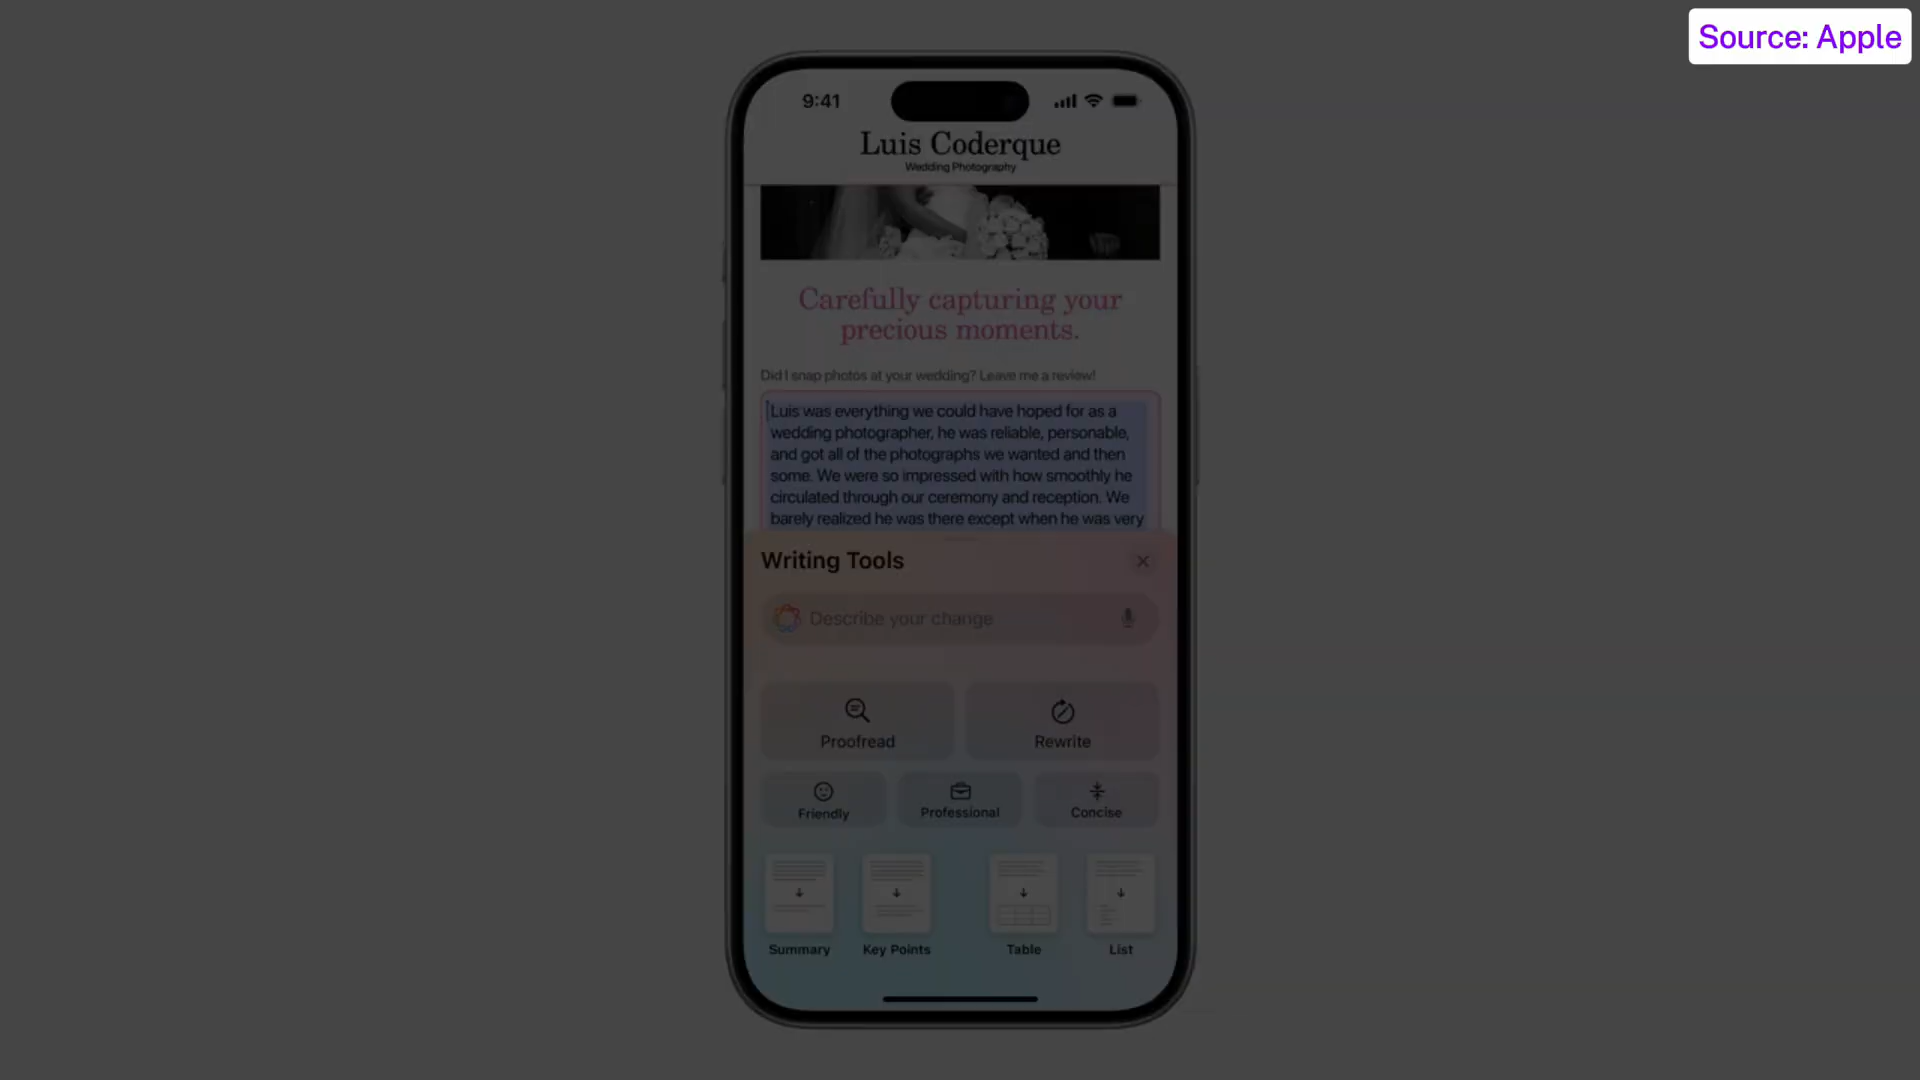 Source: Apple
9:41
Luis Coderque
Wedding Photography
Carefully capturing your
precious moments.
Did I snap photos at your wedding? Leave me a review!
Luis was everything we could have hoped for as a
wedding photographer, he was reliable, personable,
and got all of the photographs we wanted and then
some. We were so impressed with how smoothly he
circulated through our ceremony and reception. We
barely realized he was there except when he was very
Writing Tools
Describe your change
Proofread Rewrite
Friendly Professional Concise
Summary Key Points Table List